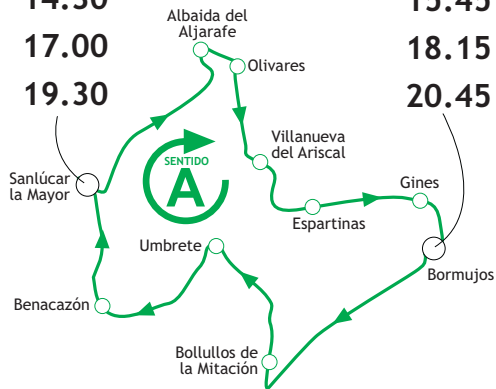 14.30
17.00
19.30
15.45
18.15
20.45
Albaida del
Aljarafe
Olivares
Villanueva
del Ariscal
SENTIDO
A
Sanlúcar
la Mayor
Gines
Espartinas
Umbrete
Bormujos
Benacazón
Bollullos de
la Mitación